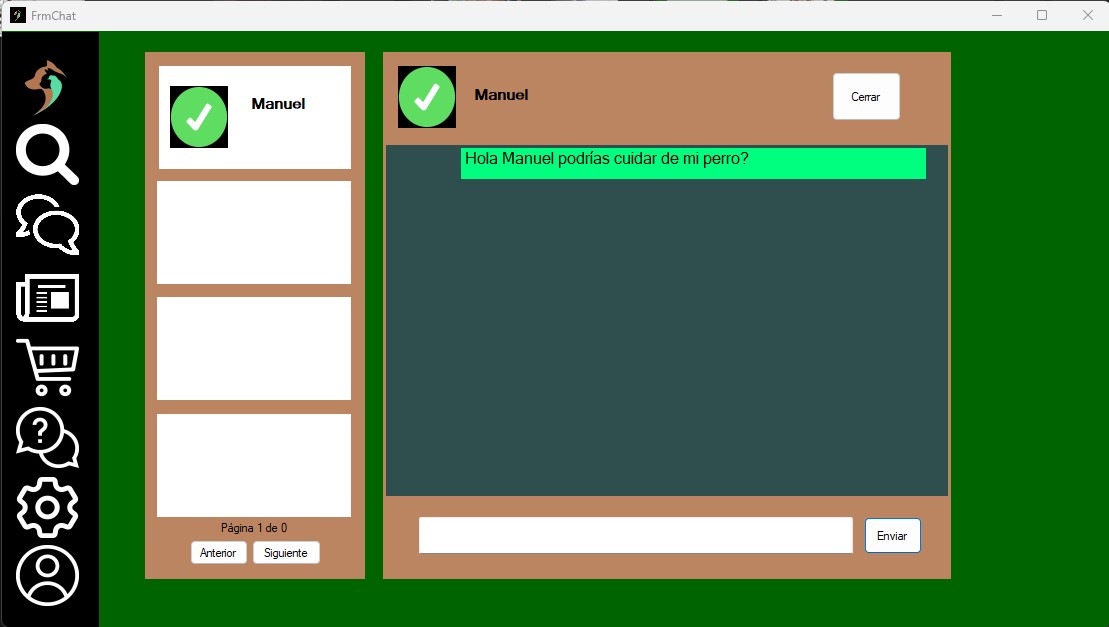 FrmChat
Manuel
Página 1 de 0
Anterior
Siguiente
Manuel
Cerrar
Hola Manuel podrías cuidar de mi perro?
Enviar
?